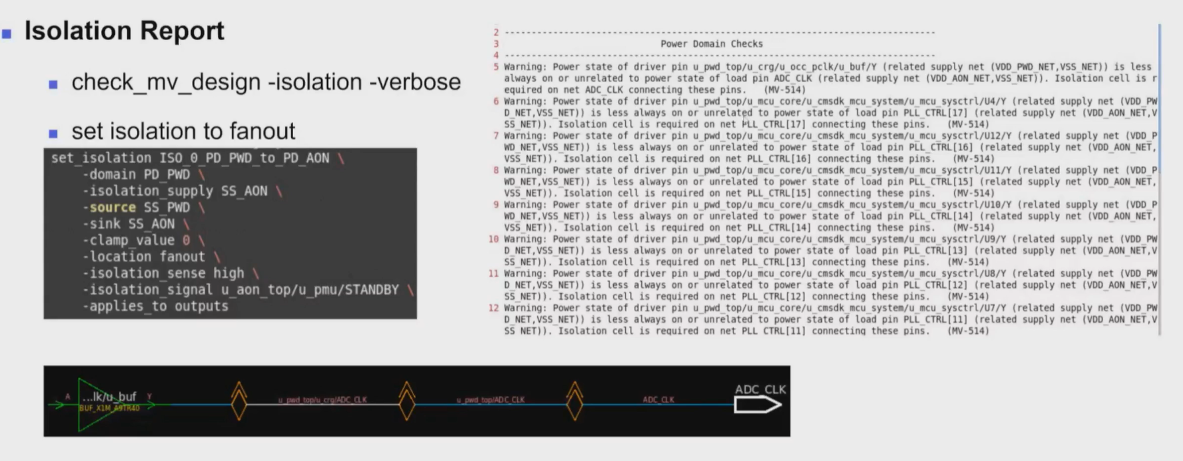 Isolation Report
check_mv_design -isolation -verbose
set isolation to fanout
set_isolation ISO_0_PD_PWD_to_PD_AON \
-domain PD_PWD \
-isolation_supply SS_AON \
-source SS_PWD \
-sink SS_AON \
-clamp_value 0 \
-location fanout \
-isolation_sense high \
-isolation_signal u_aon_top/u_pmu/STANDBY \
-applies_to outputs
2 --------------------------------------------------------------------------------
3 Power Domain Checks
4 --------------------------------------------------------------------------------
5 Warning: Power state of driver pin u_pwd_top/u_crg/u_occ_pclk/u_buf/Y (related supply net (VDD_PWD_NET,VSS_NET)) is less
always on or unrelated to power state of load pin ADC_CLK (related supply net (VDD_AON_NET,VSS_NET)). Isolation cell is r
equired on net ADC_CLK connecting these pins. (MV-514)
6 Warning: Power state of driver pin u_pwd_top/u_mcu_core/u_cmsdk_mcu_system/u_mcu_sysctrl/U4/Y (related supply net (VDD_PW
D_NET,VSS_NET)) is less always on or unrelated to power state of load pin PLL_CTRL[17] (related supply net (VDD_AON_NET,V
SS_NET)). Isolation cell is required on net PLL_CTRL[17] connecting these pins. (MV-514)
7 Warning: Power state of driver pin u_pwd_top/u_mcu_core/u_cmsdk_mcu_system/u_mcu_sysctrl/U12/Y (related supply net (VDD_P
WD_NET,VSS_NET)) is less always on or unrelated to power state of load pin PLL_CTRL[16] (related supply net (VDD_AON_NET,
VSS_NET)). Isolation cell is required on net PLL_CTRL[16] connecting these pins. (MV-514)
8 Warning: Power state of driver pin u_pwd_top/u_mcu_core/u_cmsdk_mcu_system/u_mcu_sysctrl/U11/Y (related supply net (VDD_P
WD_NET,VSS_NET)) is less always on or unrelated to power state of load pin PLL_CTRL[15] (related supply net (VDD_AON_NET,
VSS_NET)). Isolation cell is required on net PLL_CTRL[15] connecting these pins. (MV-514)
9 Warning: Power state of driver pin u_pwd_top/u_mcu_core/u_cmsdk_mcu_system/u_mcu_sysctrl/U10/Y (related supply net (VDD_P
WD_NET,VSS_NET)) is less always on or unrelated to power state of load pin PLL_CTRL[14] (related supply net (VDD_AON_NET,
VSS_NET)). Isolation cell is required on net PLL_CTRL[14] connecting these pins. (MV-514)
10 Warning: Power state of driver pin u_pwd_top/u_mcu_core/u_cmsdk_mcu_system/u_mcu_sysctrl/U9/Y (related supply net (VDD_PW
D_NET,VSS_NET)) is less always on or unrelated to power state of load pin PLL_CTRL[13] (related supply net (VDD_AON_NET,V
SS_NET)). Isolation cell is required on net PLL_CTRL[13] connecting these pins. (MV-514)
11 Warning: Power state of driver pin u_pwd_top/u_mcu_core/u_cmsdk_mcu_system/u_mcu_sysctrl/U8/Y (related supply net (VDD_PW
D_NET,VSS_NET)) is less always on or unrelated to power state of load pin PLL_CTRL[12] (related supply net (VDD_AON_NET,V
SS_NET)). Isolation cell is required on net PLL_CTRL[12] connecting these pins. (MV-514)
12 Warning: Power state of driver pin u_pwd_top/u_mcu_core/u_cmsdk_mcu_system/u_mcu_sysctrl/U7/Y (related supply net (VDD_PW
D_NET,VSS_NET)) is less always on or unrelated to power state of load pin PLL_CTRL[11] (related supply net (VDD_AON_NET,V
SS NET)). Isolation cell is required on net PLL CTRL[11] connecting these pins. (MV-514)
A ...lk/u_buf Y
BUF_X1M_A9TR40
u_pwd_top/u_crg/ADC_CLK
u_pwd_top/ADC_CLK
ADC_CLK
ADC_CLK